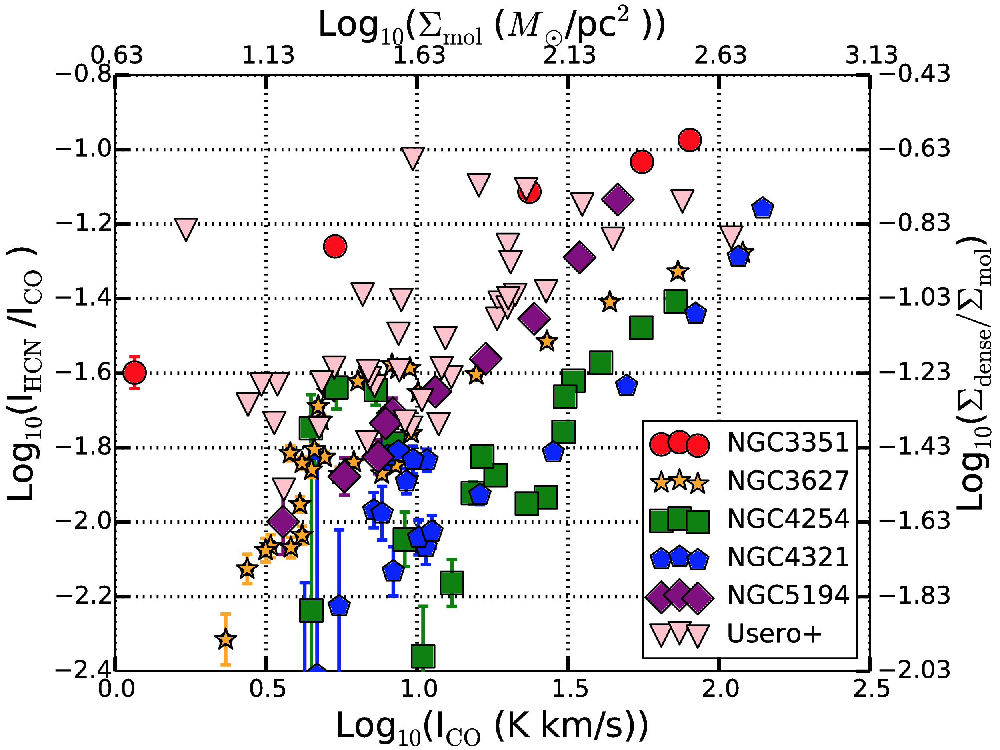 Log₁₀(Σmol (M⊙/pc² ))
0.63 1.13 1.63 2.13 2.63 3.13
−0.8 −0.43
−1.0 −0.63
−1.2 −0.83
−1.4 −1.03
−1.6 −1.23
−1.8 −1.43
−2.0 −1.63
−2.2 −1.83
−2.4 −2.03
Log₁₀(I_HCN /I_CO )
Log₁₀(Σdense/Σmol)
NGC3351
NGC3627
NGC4254
NGC4321
NGC5194
Usero+
0.0 0.5 1.0 1.5 2.0 2.5
Log₁₀(I_CO (K km/s))